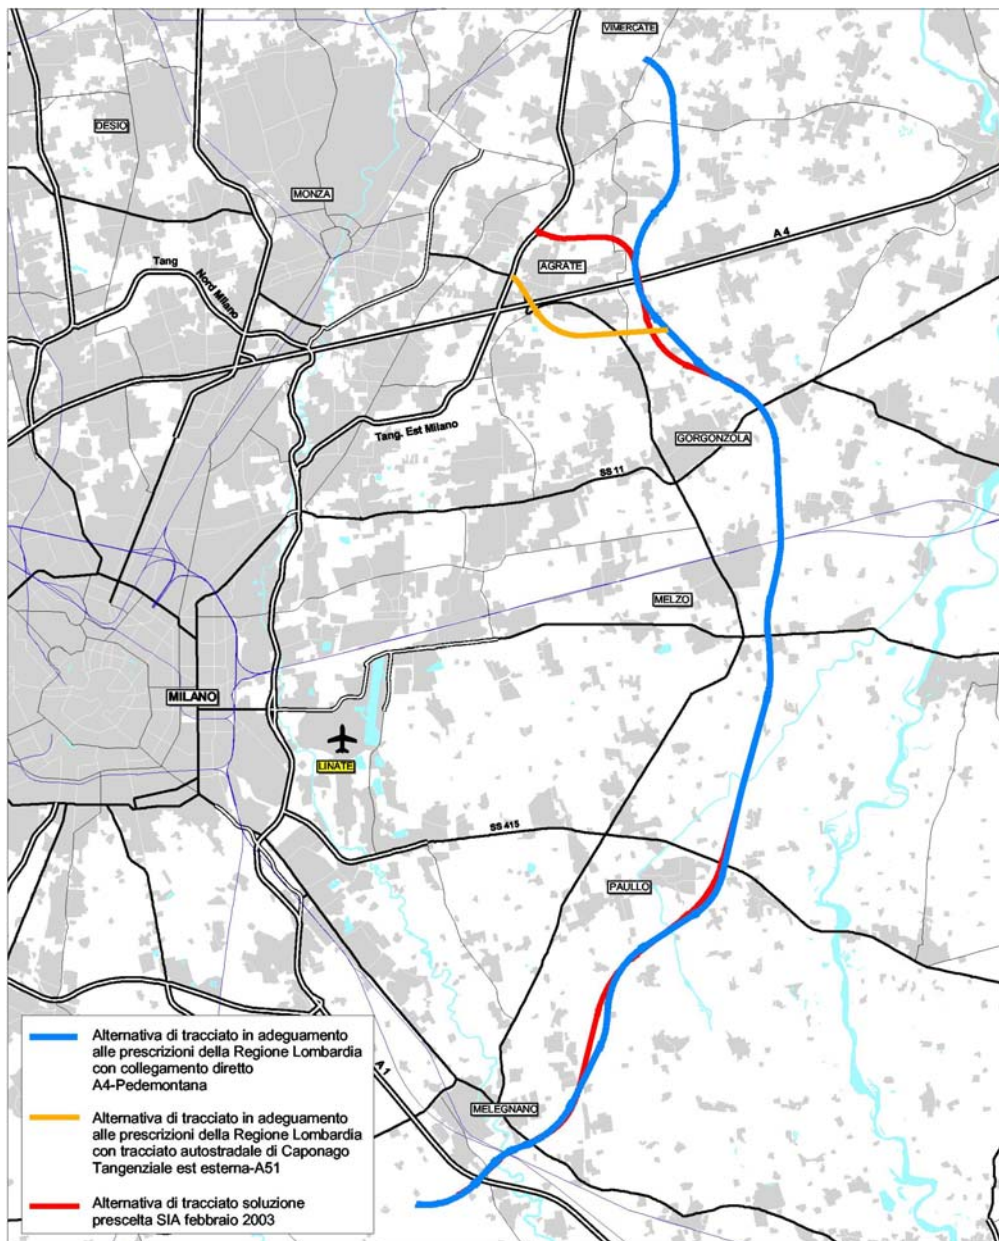 VIMERCATE
DESIO
MONZA
A 4
AGRATE
Tang
Nord Milano
Tang. Est Milano
GORGONZOLA
SS 11
MELZO
MILANO
LINATE
SS 415
PAULLO
A 1
MELEGNANO
Alternativa di tracciato in adeguamento
alle prescrizioni della Regione Lombardia
con collegamento diretto
A4-Pedemontana
Alternativa di tracciato in adeguamento
alle prescrizioni della Regione Lombardia
con tracciato autostradale di Caponago
Tangenziale est esterna-A51
Alternativa di tracciato soluzione
prescelta SIA febbraio 2003